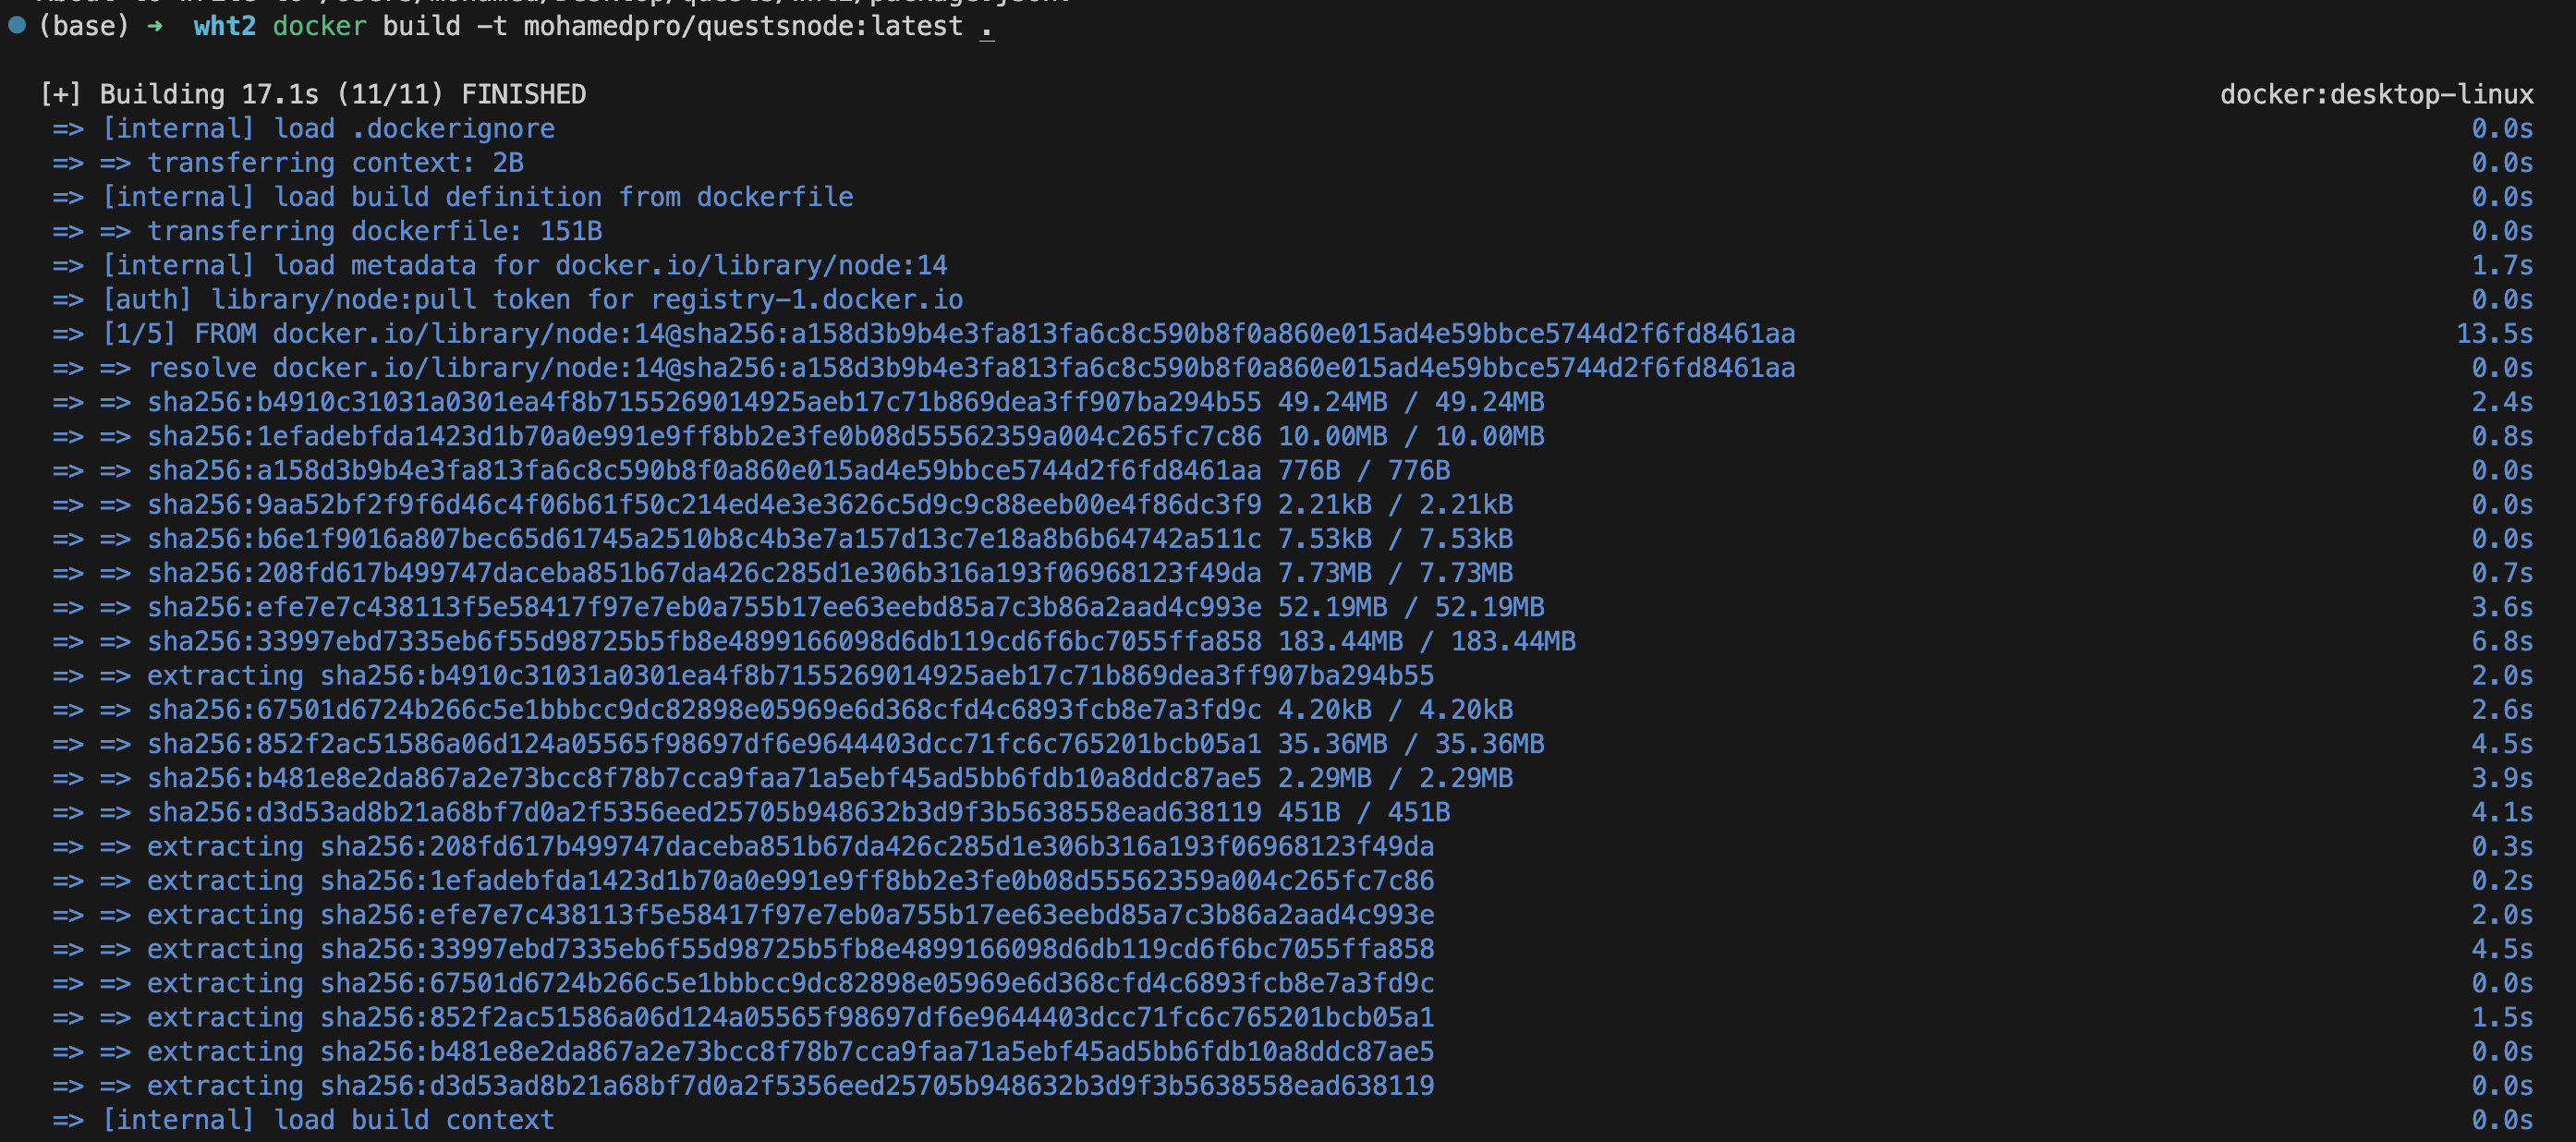 (base) → wht2 docker build -t mohamedpro/questsnode:latest .
[+] Building 17.1s (11/11) FINISHED docker:desktop-linux
=> [internal] load .dockerignore 0.0s
=> => transferring context: 2B 0.0s
=> [internal] load build definition from dockerfile 0.0s
=> => transferring dockerfile: 151B 0.0s
=> [internal] load metadata for docker.io/library/node:14 1.7s
=> [auth] library/node:pull token for registry-1.docker.io 0.0s
=> [1/5] FROM docker.io/library/node:14@sha256:a158d3b9b4e3fa813fa6c8c590b8f0a860e015ad4e59bbce5744d2f6fd8461aa 13.5s
=> => resolve docker.io/library/node:14@sha256:a158d3b9b4e3fa813fa6c8c590b8f0a860e015ad4e59bbce5744d2f6fd8461aa 0.0s
=> => sha256:b4910c31031a0301ea4f8b7155269014925aeb17c71b869dea3ff907ba294b55 49.24MB / 49.24MB 2.4s
=> => sha256:1efadebfda1423d1b70a0e991e9ff8bb2e3fe0b08d55562359a004c265fc7c86 10.00MB / 10.00MB 0.8s
=> => sha256:a158d3b9b4e3fa813fa6c8c590b8f0a860e015ad4e59bbce5744d2f6fd8461aa 776B / 776B 0.0s
=> => sha256:9aa52bf2f9f6d46c4f06b61f50c214ed4e3e3626c5d9c9c88eeb00e4f86dc3f9 2.21kB / 2.21kB 0.0s
=> => sha256:b6e1f9016a807bec65d61745a2510b8c4b3e7a157d13c7e18a8b6b64742a511c 7.53kB / 7.53kB 0.0s
=> => sha256:208fd617b499747daceba851b67da426c285d1e306b316a193f06968123f49da 7.73MB / 7.73MB 0.7s
=> => sha256:efe7e7c438113f5e58417f97e7eb0a755b17ee63eebd85a7c3b86a2aad4c993e 52.19MB / 52.19MB 3.6s
=> => sha256:33997ebd7335eb6f55d98725b5fb8e4899166098d6db119cd6f6bc7055ffa858 183.44MB / 183.44MB 6.8s
=> => extracting sha256:b4910c31031a0301ea4f8b7155269014925aeb17c71b869dea3ff907ba294b55 2.0s
=> => sha256:67501d6724b266c5e1bbbcc9dc82898e05969e6d368cfd4c6893fcb8e7a3fd9c 4.20kB / 4.20kB 2.6s
=> => sha256:852f2ac51586a06d124a05565f98697df6e9644403dcc71fc6c765201bcb05a1 35.36MB / 35.36MB 4.5s
=> => sha256:b481e8e2da867a2e73bcc8f78b7cca9faa71a5ebf45ad5bb6fdb10a8ddc87ae5 2.29MB / 2.29MB 3.9s
=> => sha256:d3d53ad8b21a68bf7d0a2f5356eed25705b948632b3d9f3b5638558ead638119 451B / 451B 4.1s
=> => extracting sha256:208fd617b499747daceba851b67da426c285d1e306b316a193f06968123f49da 0.3s
=> => extracting sha256:1efadebfda1423d1b70a0e991e9ff8bb2e3fe0b08d55562359a004c265fc7c86 0.2s
=> => extracting sha256:efe7e7c438113f5e58417f97e7eb0a755b17ee63eebd85a7c3b86a2aad4c993e 2.0s
=> => extracting sha256:33997ebd7335eb6f55d98725b5fb8e4899166098d6db119cd6f6bc7055ffa858 4.5s
=> => extracting sha256:67501d6724b266c5e1bbbcc9dc82898e05969e6d368cfd4c6893fcb8e7a3fd9c 0.0s
=> => extracting sha256:852f2ac51586a06d124a05565f98697df6e9644403dcc71fc6c765201bcb05a1 1.5s
=> => extracting sha256:b481e8e2da867a2e73bcc8f78b7cca9faa71a5ebf45ad5bb6fdb10a8ddc87ae5 0.0s
=> => extracting sha256:d3d53ad8b21a68bf7d0a2f5356eed25705b948632b3d9f3b5638558ead638119 0.0s
=> [internal] load build context 0.0s